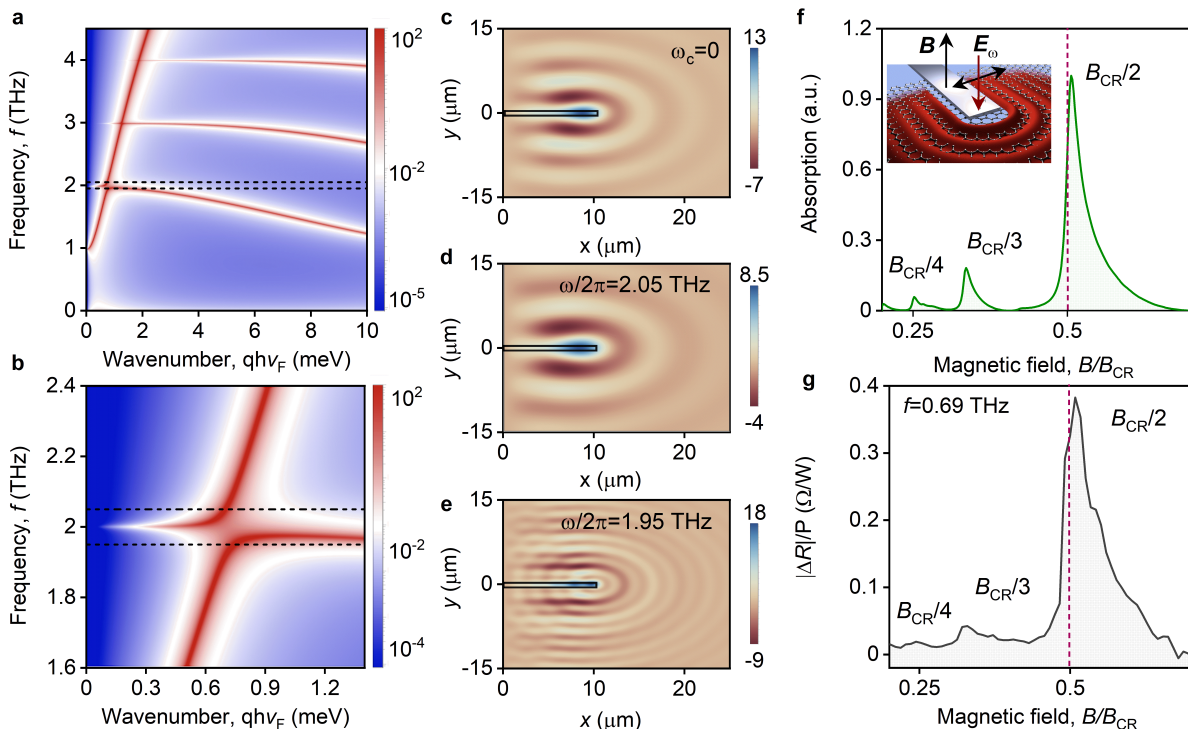 a
Frequency, f (THz)
4
3
2
1
0
0 2 4 6 8 10
Wavenumber, qhv_F (meV)
10^2
10^-2
10^-5
b
Frequency, f (THz)
2.4
2.2
2.0
1.8
1.6
0 0.3 0.6 0.9 1.2
Wavenumber, qhv_F (meV)
10^2
10^-2
10^-4
c
ω_c=0
y (μm)
15
0
-15
0 10 20
x (μm)
13
-7
d
ω/2π=2.05 THz
y (μm)
15
0
-15
0 10 20
x (μm)
8.5
-4
e
ω/2π=1.95 THz
y (μm)
15
0
-15
x (μm)
18
-9
f
Absorption (a.u.)
1.2
0.9
0.6
0.3
0
B
E_ω
B_CR/2
B_CR/3
B_CR/4
0.25 0.5
Magnetic field, B/B_CR
g
|ΔR|/P (Ω/W)
0.4
0.3
0.2
0.1
0
f=0.69 THz
B_CR/2
B_CR/3
B_CR/4
0.25 0.5
Magnetic field, B/B_CR